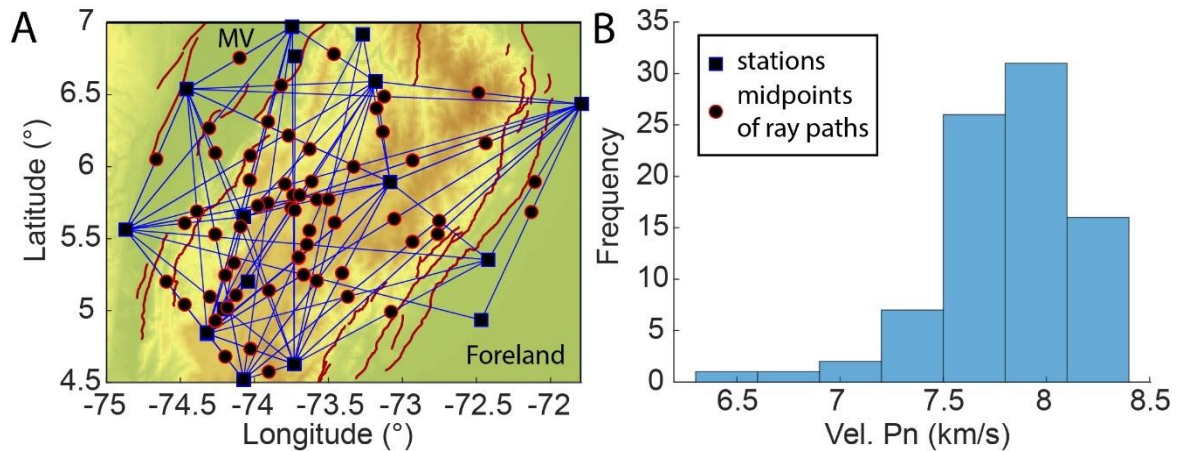 A
MV
Foreland
7
6.5
6
5.5
5
4.5
Latitude (°)
-75 -74.5 -74 -73.5 -73 -72.5 -72
Longitude (°)
B
stations
midpoints
of ray paths
35
30
25
20
15
10
5
0
Frequency
6.5 7 7.5 8 8.5
Vel. Pn (km/s)